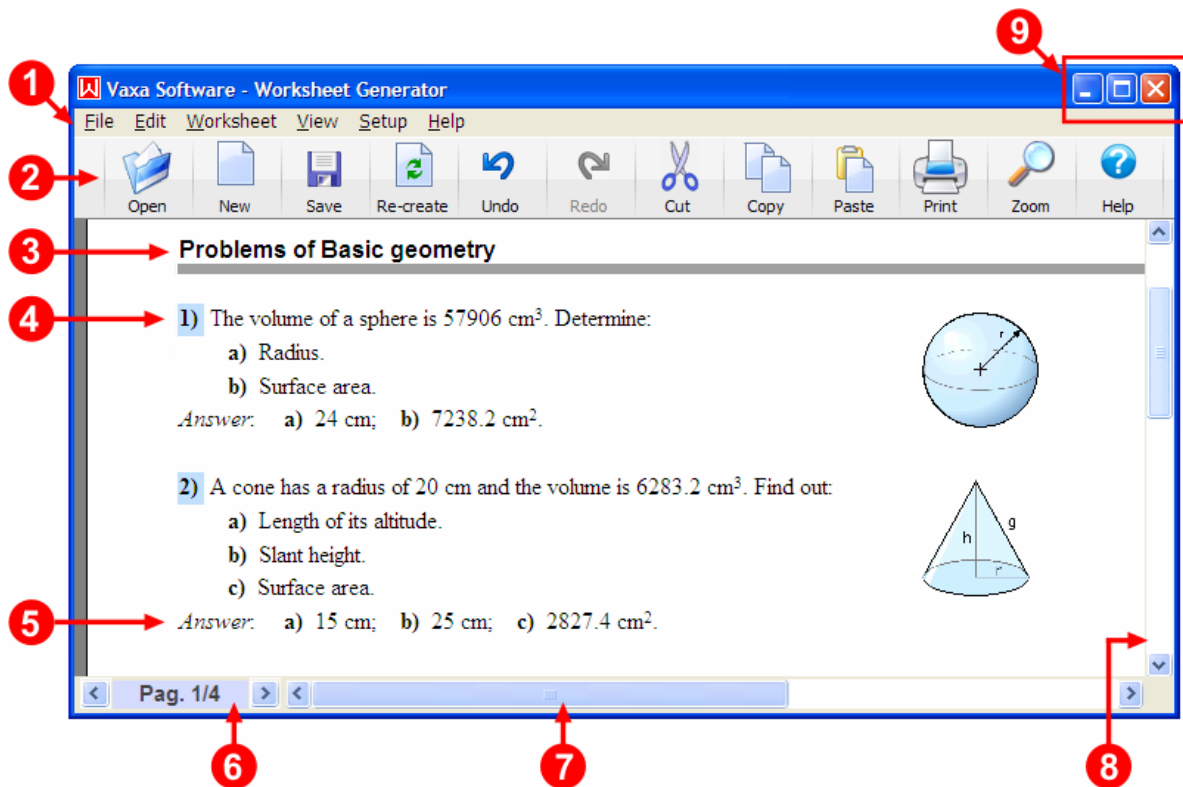 9
1
Vaxa Software - Worksheet Generator
File Edit Worksheet View Setup Help
2
Open New Save Re-create Undo Redo Cut Copy Paste Print Zoom Help
3
Problems of Basic geometry
4
1) The volume of a sphere is 57906 cm³. Determine:
r
a) Radius.
b) Surface area.
Answer: a) 24 cm; b) 7238.2 cm².
2) A cone has a radius of 20 cm and the volume is 6283.2 cm³. Find out:
a) Length of its altitude.
g
h
b) Slant height.
r
c) Surface area.
5
Answer: a) 15 cm; b) 25 cm; c) 2827.4 cm².
Pag. 1/4
6
7
8